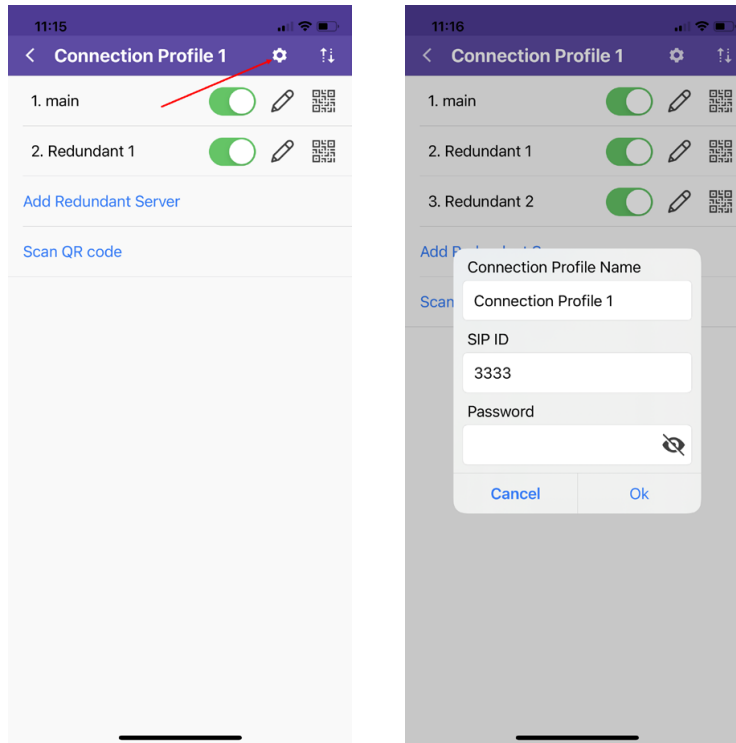 11:15
Connection Profile 1
1. main
2. Redundant 1
Add Redundant Server
Scan QR code
11:16
Connection Profile 1
1. main
2. Redundant 1
3. Redundant 2
Add
Scan
Connection Profile Name
Connection Profile 1
SIP ID
3333
Password
Cancel Ok